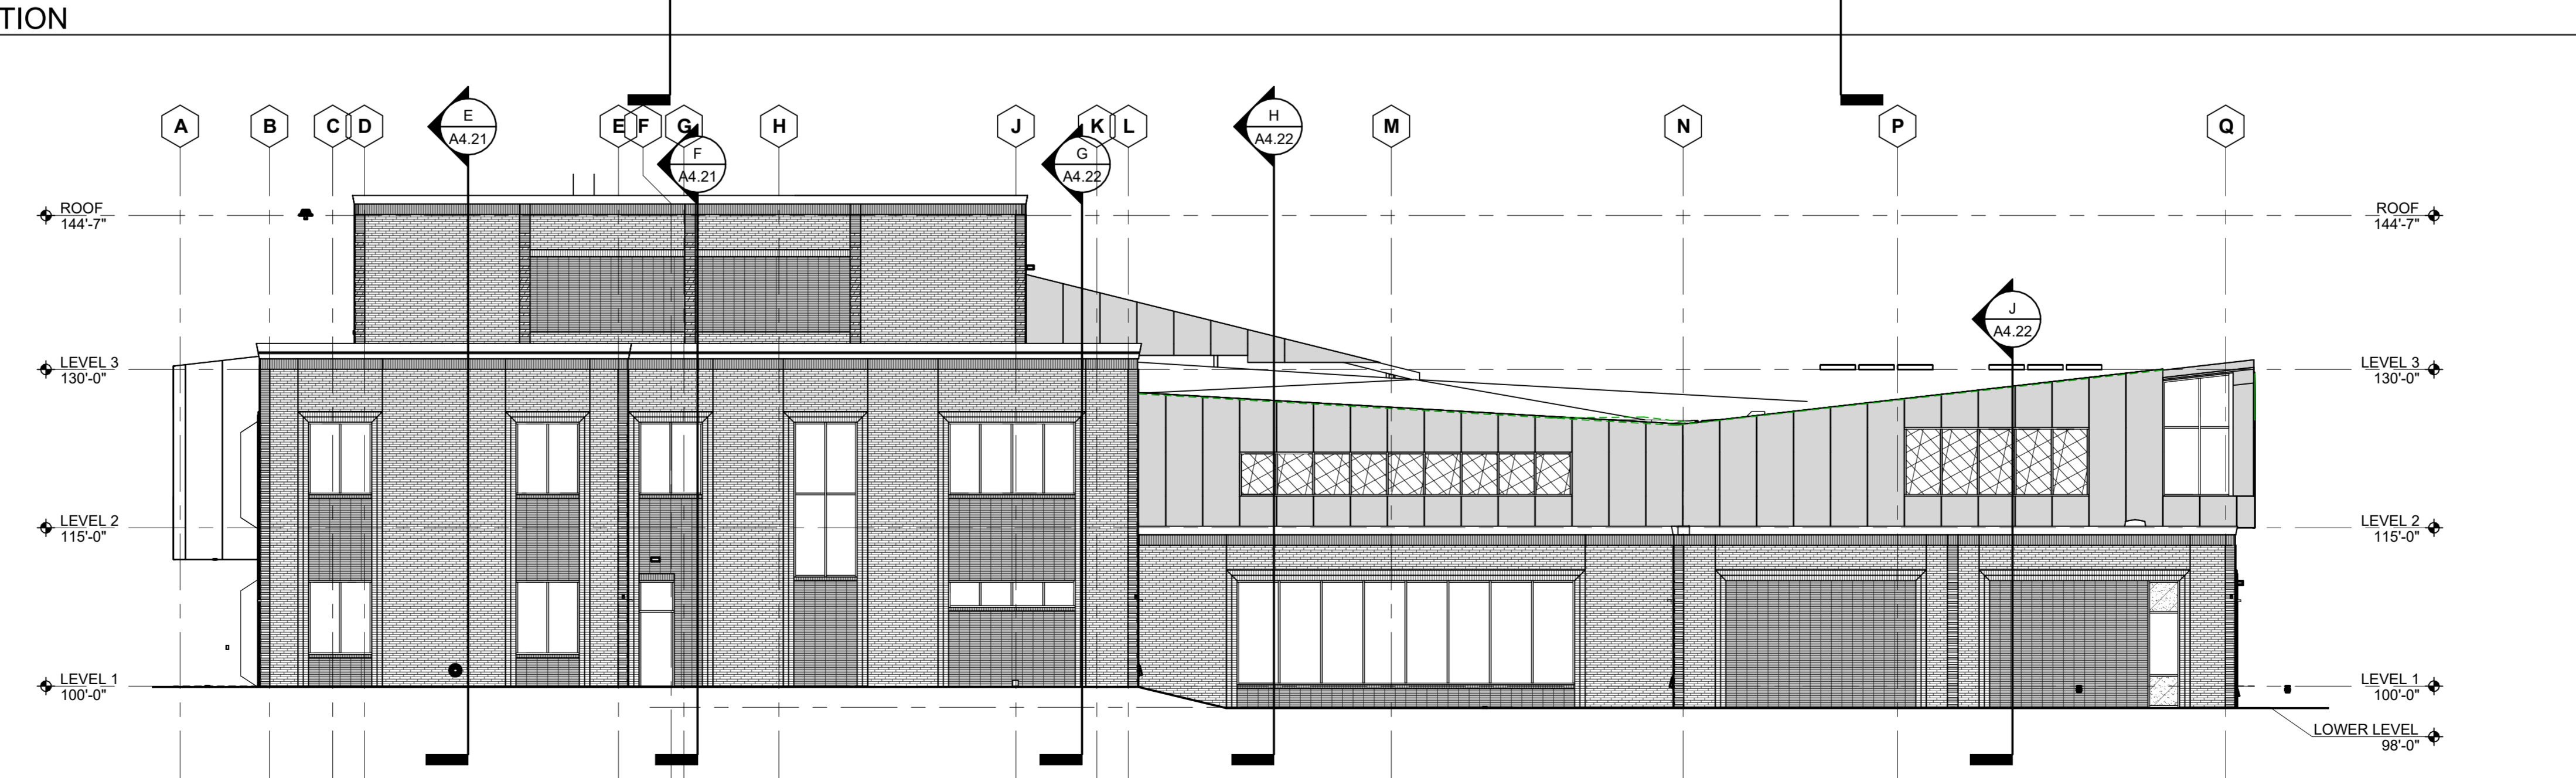 TION
A B C D E F G H J K L M N P Q
E
A4.21
F
A4.21
G
A4.22
H
A4.22
J
A4.22
ROOF
144'-7"
LEVEL 3
130'-0"
LEVEL 2
115'-0"
LEVEL 1
100'-0"
ROOF
144'-7"
LEVEL 3
130'-0"
LEVEL 2
115'-0"
LEVEL 1
100'-0"
LOWER LEVEL
98'-0"